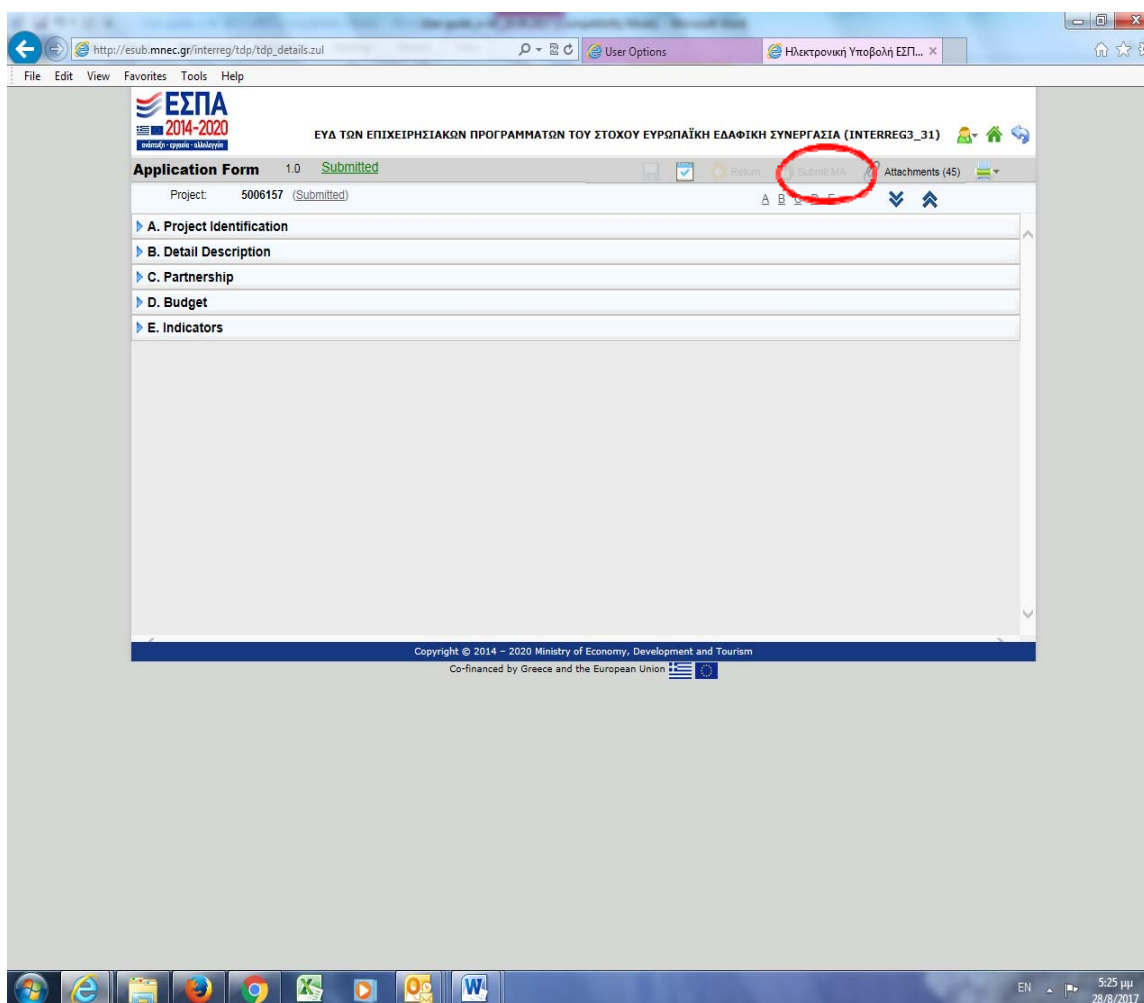 http://esub.mnec.gr/interreg/tdp/tdp_details.zul
User Options
Ηλεκτρονική Υποβολή ΕΣΠ...
File Edit View Favorites Tools Help
ΕΣΠΑ
2014-2020
ανάπτυξη - εργασία - αλληλεγγύη
ΕΥΔ ΤΩΝ ΕΠΙΧΕΙΡΗΣΙΑΚΩΝ ΠΡΟΓΡΑΜΜΑΤΩΝ ΤΟΥ ΣΤΟΧΟΥ ΕΥΡΩΠΑΪΚΗ ΕΔΑΦΙΚΗ ΣΥΝΕΡΓΑΣΙΑ (INTERREG3_31)
Application Form 1.0 Submitted Return Submit MA Attachments (45)
Project: 5006157 (Submitted) A B C D E
A. Project Identification
B. Detail Description
C. Partnership
D. Budget
E. Indicators
Copyright © 2014 – 2020 Ministry of Economy, Development and Tourism
Co-financed by Greece and the European Union
EN 5:25 μμ
28/8/2017